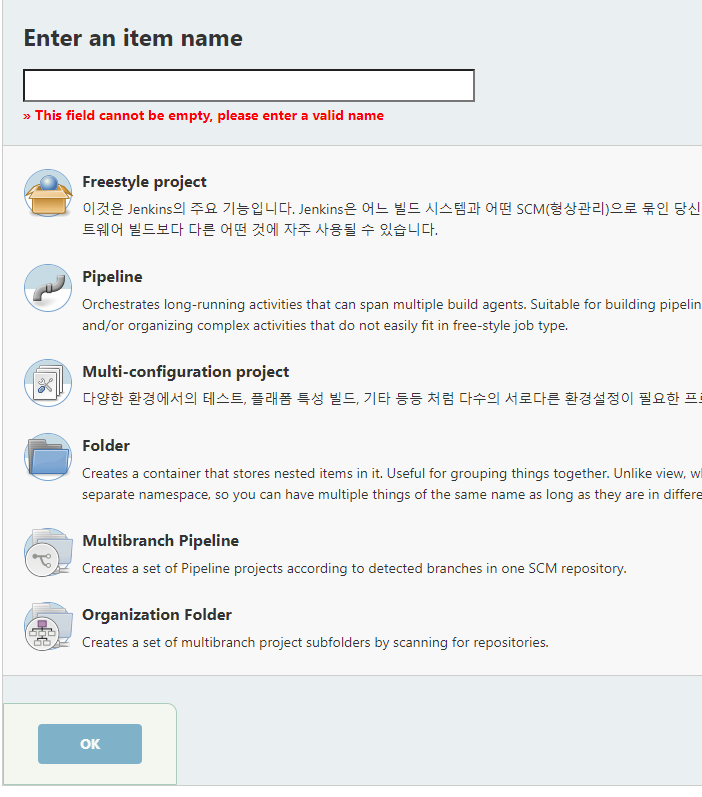 Enter an item name
» This field cannot be empty, please enter a valid name
Freestyle project
이것은 Jenkins의 주요 기능입니다. Jenkins은 어느 빌드 시스템과 어떤 SCM(형상관리)으로 묶인 당신
트웨어 빌드보다 다른 어떤 것에 자주 사용될 수 있습니다.
Pipeline
Orchestrates long-running activities that can span multiple build agents. Suitable for building pipelin
and/or organizing complex activities that do not easily fit in free-style job type.
Multi-configuration project
다양한 환경에서의 테스트, 플래폼 특성 빌드, 기타 등등 처럼 다수의 서로다른 환경설정이 필요한 프로
Folder
Creates a container that stores nested items in it. Useful for grouping things together. Unlike view, w
separate namespace, so you can have multiple things of the same name as long as they are in differe
Multibranch Pipeline
Creates a set of Pipeline projects according to detected branches in one SCM repository.
Organization Folder
Creates a set of multibranch project subfolders by scanning for repositories.
OK